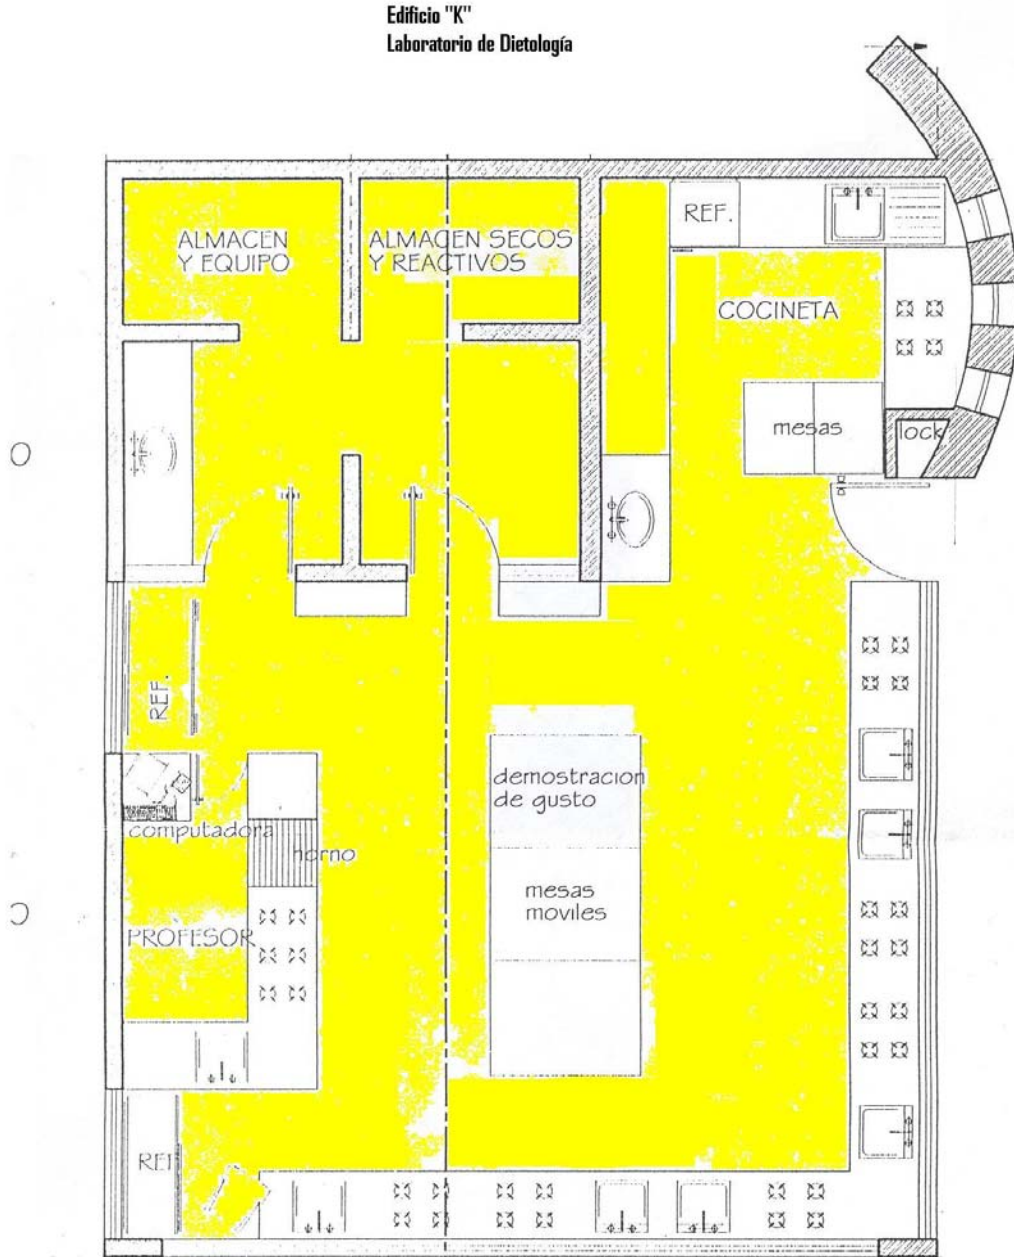 Edificio "K"
Laboratorio de Dietología
ALMACEN
Y EQUIPO
ALMACEN SECOS
Y REACTIVOS
REF.
COCINETA
mesas
lock
REF.
demostracion
de gusto
computadora
horno
mesas
moviles
PROFESOR
REF